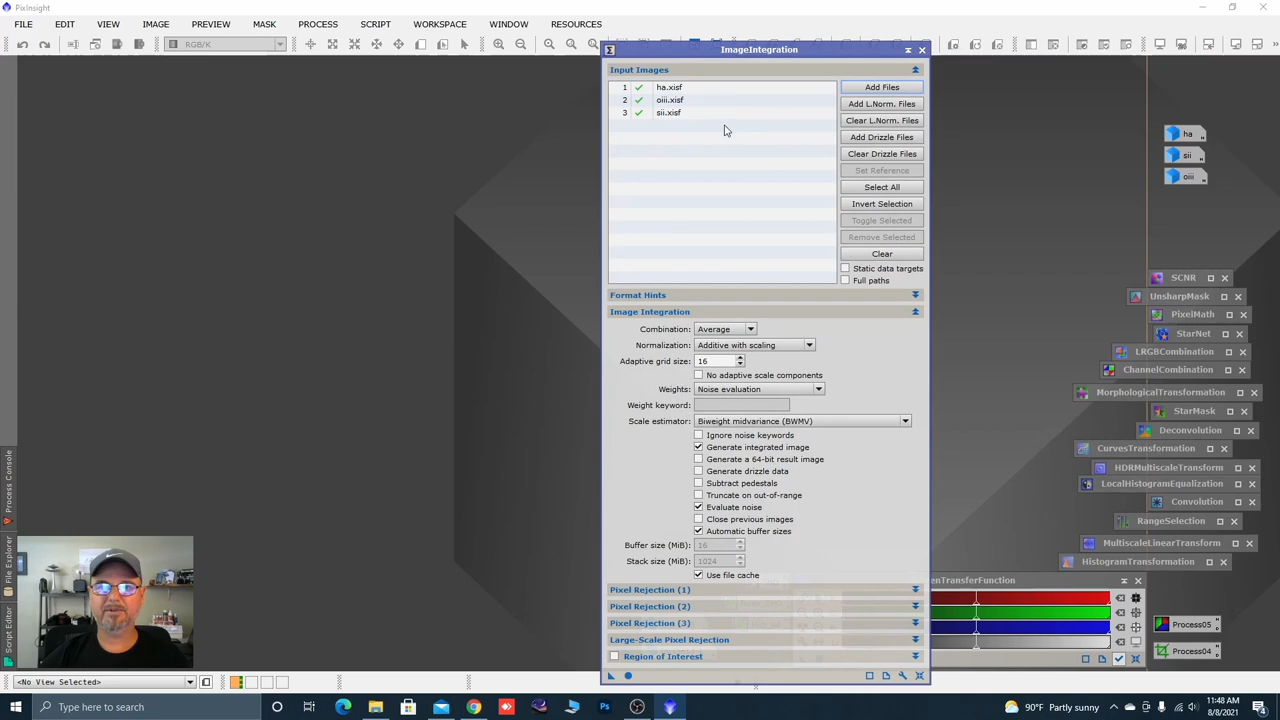 PixInsight
FILE EDIT VIEW IMAGE PREVIEW MASK PROCESS SCRIPT WORKSPACE WINDOW RESOURCES
RGB/K
ImageIntegration
Input Images
1 ha.xisf
2 oiii.xisf
3 sii.xisf
Add Files
Add L.Norm. Files
Clear L.Norm. Files
Add Drizzle Files
Clear Drizzle Files
Set Reference
Select All
Invert Selection
Toggle Selected
Remove Selected
Clear
Static data targets
Full paths
Format Hints
Image Integration
Combination: Average
Normalization: Additive with scaling
Adaptive grid size: 16
No adaptive scale components
Weights: Noise evaluation
Weight keyword:
Scale estimator: Biweight midvariance (BWMV)
Ignore noise keywords
Generate integrated image
Generate a 64-bit result image
Generate drizzle data
Subtract pedestals
Truncate on out-of-range
Evaluate noise
Close previous images
Automatic buffer sizes
Buffer size (MiB): 16
Stack size (MiB): 1024
Use file cache
Pixel Rejection (1)
Pixel Rejection (2)
Pixel Rejection (3)
Large-Scale Pixel Rejection
Region of Interest
ha
sii
oiii
SCNR
UnsharpMask
PixelMath
StarNet
LRGBCombination
ChannelCombination
MorphologicalTransformation
StarMask
Deconvolution
CurvesTransformation
HDRMultiscaleTransform
LocalHistogramEqualization
Convolution
RangeSelection
MultiscaleLinearTransform
HistogramTransformation
enTransferFunction
Process05
Process04
Process Console
File Explorer
Script Editor
<No View Selected>
Type here to search
Ps
90°F Partly sunny
11:48 AM
8/8/2021